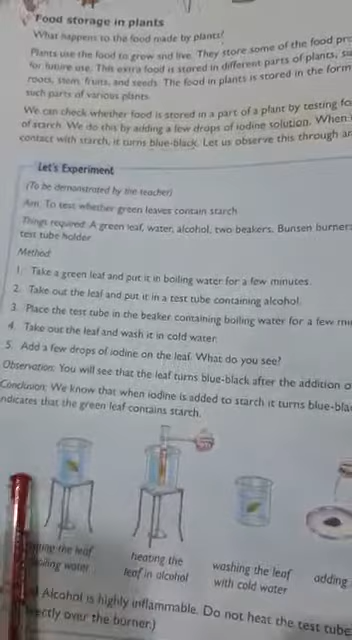 Food storage in plants
What happens to the food made by plants?
Plants use the food to grow and live. They store some of the food
for future use. This extra food is stored in different parts of plants,
roots, stem, fruits, and seeds. The food in plants is stored in the form
such parts of various plants.
We can check whether food is stored in a part of a plant by testing
of starch. We do this by adding a few drops of iodine solution. When
contact with starch, it turns blue-black. Let us observe this through
Let's Experiment
(To be demonstrated by the teacher)
Aim: To test whether green leaves contain starch
Things required: A green leaf, water, alcohol, two beakers, Bunsen burner,
test tube holder
Method:
1. Take a green leaf and put it in boiling water for a few minutes.
2. Take out the leaf and put it in a test tube containing alcohol.
3. Place the test tube in the beaker containing boiling water for a few
4. Take out the leaf and wash it in cold water.
5. Add a few drops of iodine on the leaf. What do you see?
Observation: You will see that the leaf turns blue-black after the addition
Conclusion: We know that when iodine is added to starch it turns
indicates that the green leaf contains starch.
the leaf
boiling water
heating the
leaf in alcohol
washing the leaf
with cold water
adding
Alcohol is highly inflammable. Do not heat the test tube
over the burner.)